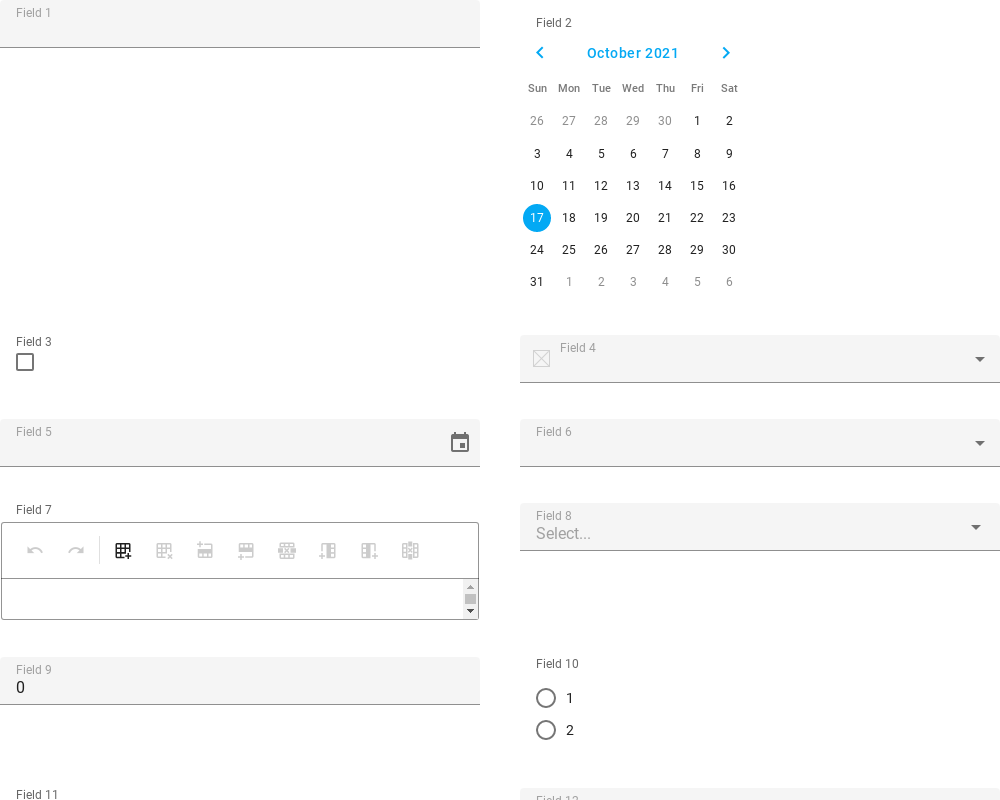 Field 1
Field 2
October 2021
Sun Mon Tue Wed Thu Fri Sat
26 27 28 29 30 1 2
3 4 5 6 7 8 9
10 11 12 13 14 15 16
17 18 19 20 21 22 23
24 25 26 27 28 29 30
31 1 2 3 4 5 6
Field 3
Field 4
Field 5
Field 6
Field 7
Field 8
Select...
Field 9
0
Field 10
1
2
Field 11
Field 12